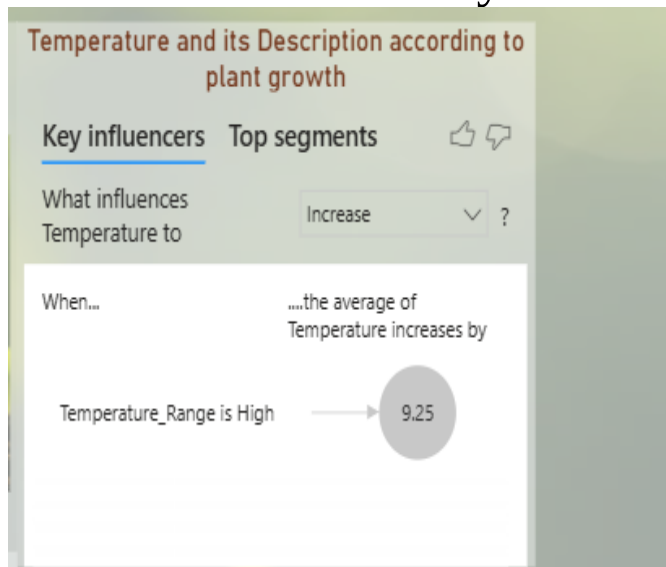 Temperature and its Description according to
plant growth
Key influencers Top segments
What influences
Temperature to
Increase ?
When...
....the average of
Temperature increases by
Temperature_Range is High 9.25